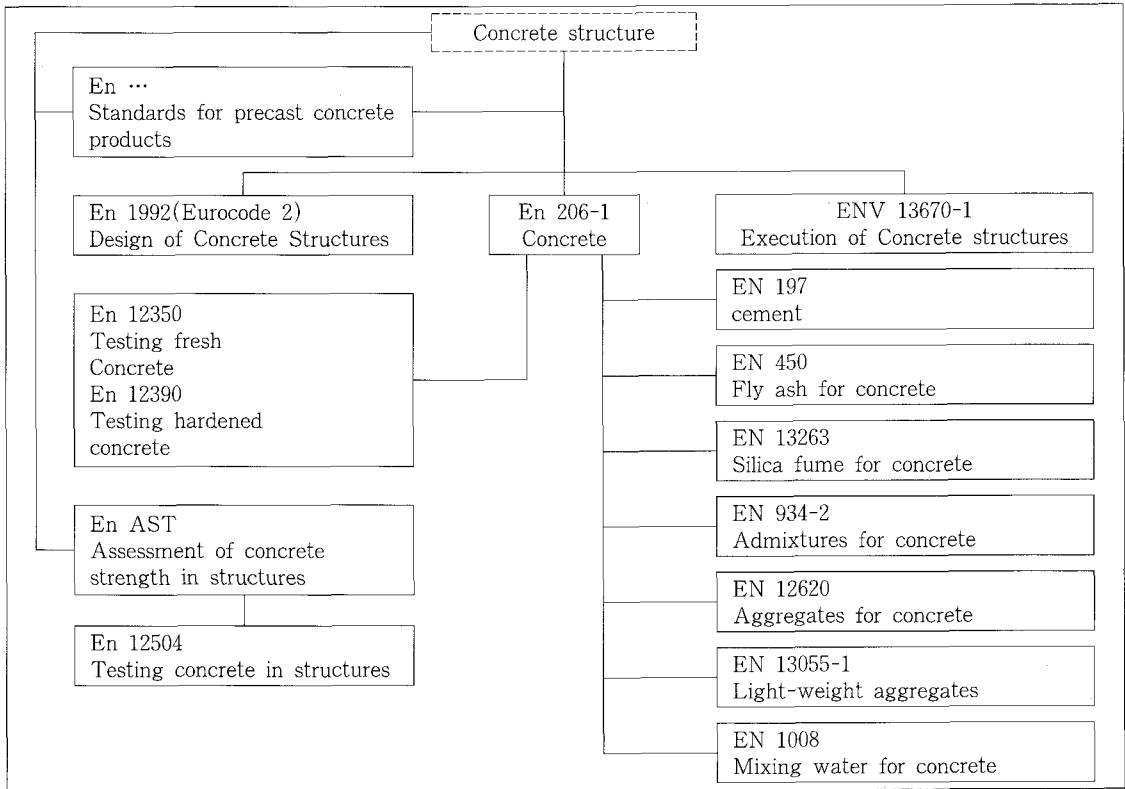 Concrete structure
En …
Standards for precast concrete
products
En 1992(Eurocode 2)
Design of Concrete Structures
En 206-1
Concrete
ENV 13670-1
Execution of Concrete structures
En 12350
Testing fresh
Concrete
En 12390
Testing hardened
concrete
En AST
Assessment of concrete
strength in structures
En 12504
Testing concrete in structures
EN 197
cement
EN 450
Fly ash for concrete
EN 13263
Silica fume for concrete
EN 934-2
Admixtures for concrete
EN 12620
Aggregates for concrete
EN 13055-1
Light-weight aggregates
EN 1008
Mixing water for concrete